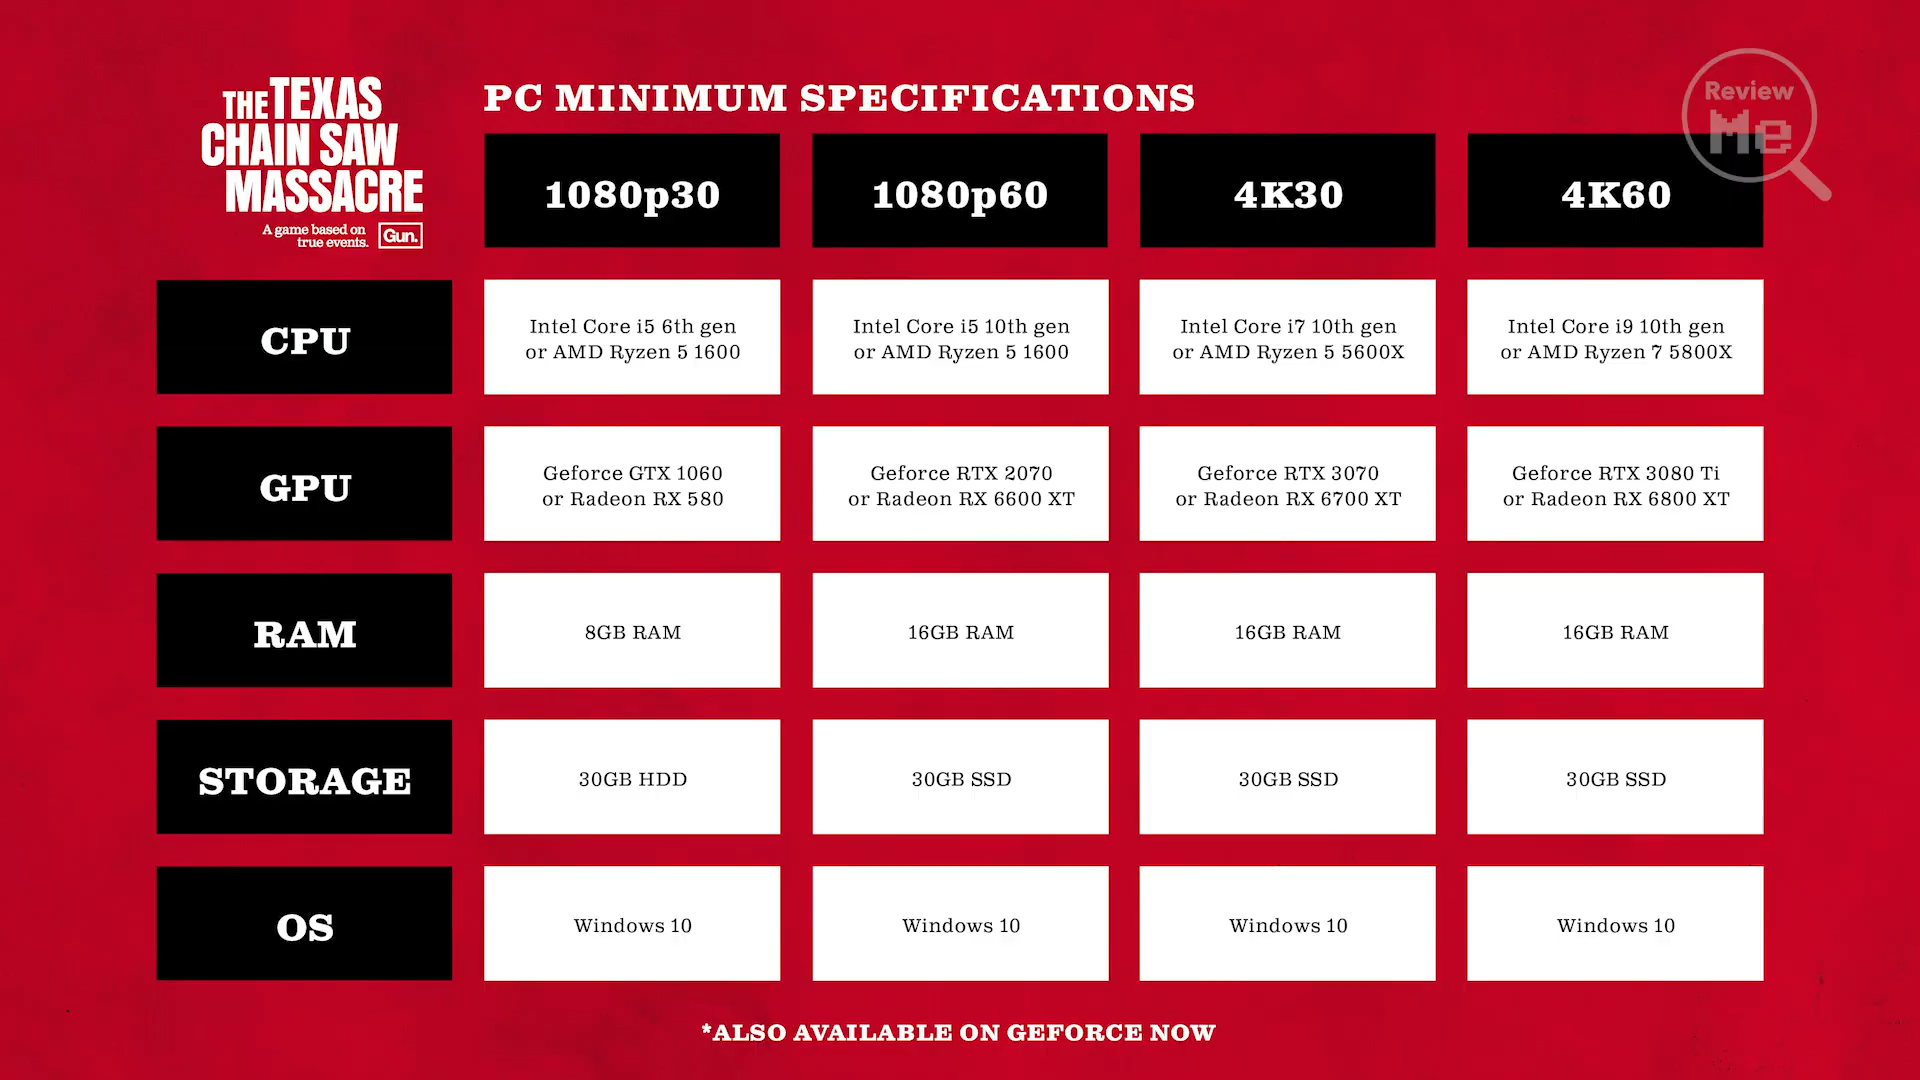 THE TEXAS
CHAIN SAW
MASSACRE
A game based on
true events.
Gun.
PC MINIMUM SPECIFICATIONS
Review
Me
1080p30
1080p60
4K30
4K60
CPU
Intel Core i5 6th gen
or AMD Ryzen 5 1600
Intel Core i5 10th gen
or AMD Ryzen 5 1600
Intel Core i7 10th gen
or AMD Ryzen 5 5600X
Intel Core i9 10th gen
or AMD Ryzen 7 5800X
GPU
Geforce GTX 1060
or Radeon RX 580
Geforce RTX 2070
or Radeon RX 6600 XT
Geforce RTX 3070
or Radeon RX 6700 XT
Geforce RTX 3080 Ti
or Radeon RX 6800 XT
RAM
8GB RAM
16GB RAM
16GB RAM
16GB RAM
STORAGE
30GB HDD
30GB SSD
30GB SSD
30GB SSD
OS
Windows 10
Windows 10
Windows 10
Windows 10
*ALSO AVAILABLE ON GEFORCE NOW